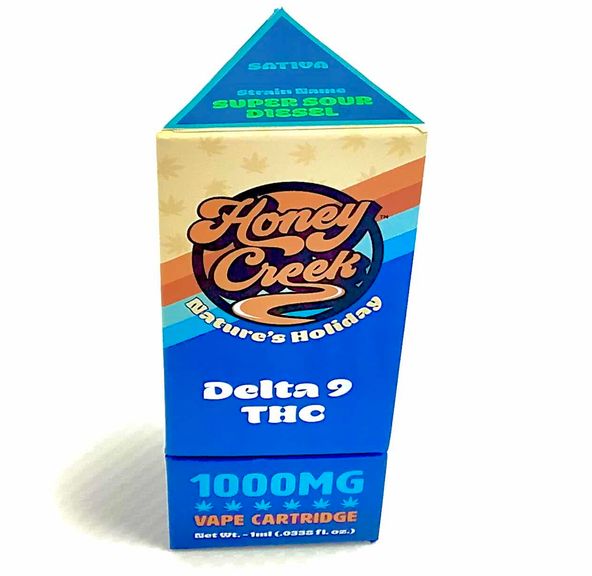 SATIVA
Strain Name
SUPER SOUR
DIESEL
Honey
Creek
TM
Nature's Holiday
Delta 9
THC
1000MG
VAPE CARTRIDGE
Net Wt. - 1ml (.0338 fl. oz.)